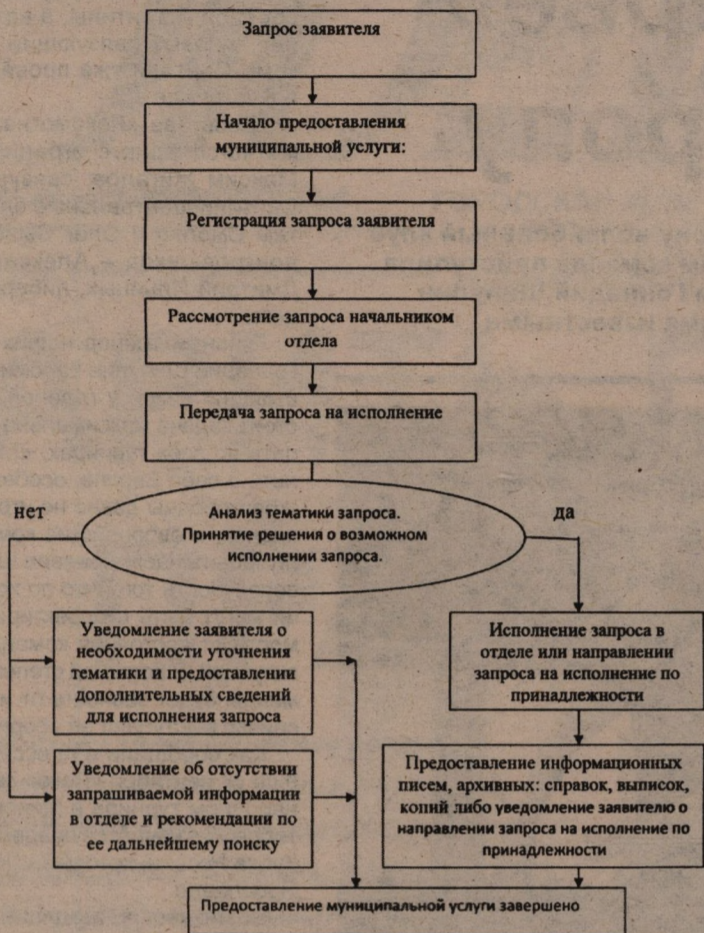 Запрос заявителя
Начало предоставления
муниципальной услуги:
Регистрация запроса заявителя
Рассмотрение запроса начальником
отдела
Передача запроса на исполнение
нет
Анализ тематики запроса.
Принятие решения о возможном
исполнении запроса.
да
Уведомление заявителя о
необходимости уточнения
тематики и предоставлении
дополнительных сведений
для исполнения запроса
Исполнение запроса в
отделе или направлении
запроса на исполнение по
принадлежности
Уведомление об отсутствии
запрашиваемой информации
в отделе и рекомендации по
ее дальнейшему поиску
Предоставление информационных
писем, архивных: справок, выписок,
копий либо уведомление заявителю о
направлении запроса на исполнение по
принадлежности
Предоставление муниципальной услуги завершено